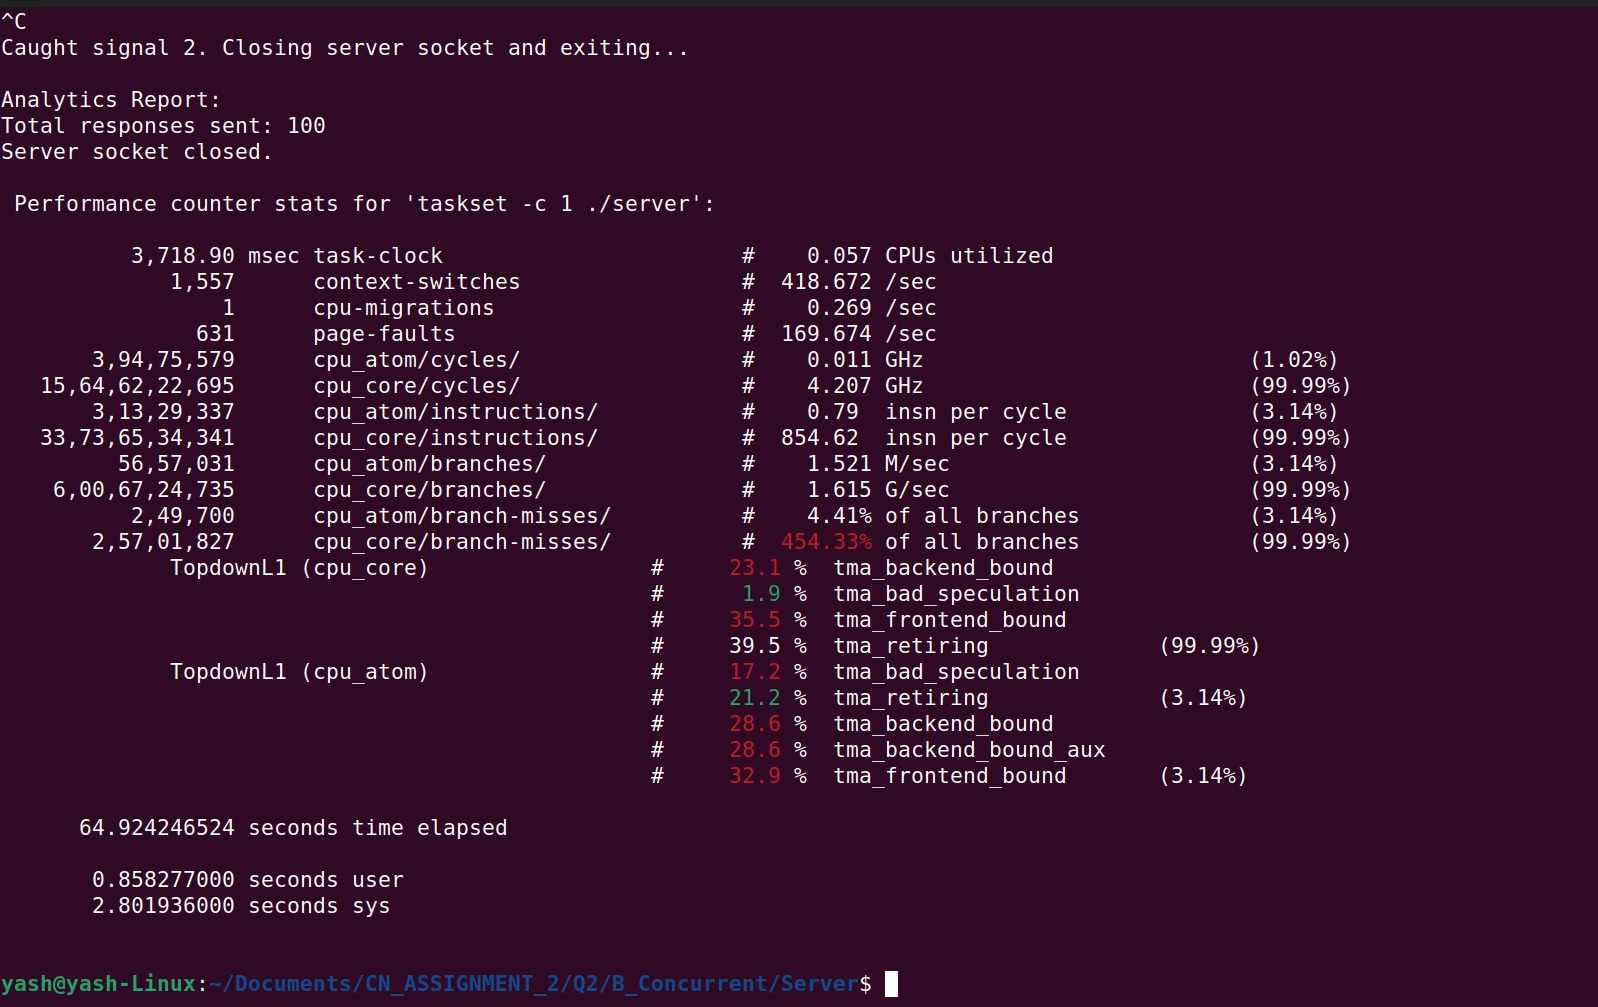 ^C
Caught signal 2. Closing server socket and exiting...
Analytics Report:
Total responses sent: 100
Server socket closed.
Performance counter stats for 'taskset -c 1 ./server':
3,718.90 msec task-clock # 0.057 CPUs utilized
1,557 context-switches # 418.672 /sec
1 cpu-migrations # 0.269 /sec
631 page-faults # 169.674 /sec
3,94,75,579 cpu_atom/cycles/ # 0.011 GHz (1.02%)
15,64,62,22,695 cpu_core/cycles/ # 4.207 GHz (99.99%)
3,13,29,337 cpu_atom/instructions/ # 0.79 insn per cycle (3.14%)
33,73,65,34,341 cpu_core/instructions/ # 854.62 insn per cycle (99.99%)
56,57,031 cpu_atom/branches/ # 1.521 M/sec (3.14%)
6,00,67,24,735 cpu_core/branches/ # 1.615 G/sec (99.99%)
2,49,700 cpu_atom/branch-misses/ # 4.41% of all branches (3.14%)
2,57,01,827 cpu_core/branch-misses/ # 454.33% of all branches (99.99%)
TopdownL1 (cpu_core) # 23.1 % tma_backend_bound
# 1.9 % tma_bad_speculation
# 35.5 % tma_frontend_bound
# 39.5 % tma_retiring (99.99%)
TopdownL1 (cpu_atom) # 17.2 % tma_bad_speculation
# 21.2 % tma_retiring (3.14%)
# 28.6 % tma_backend_bound
# 28.6 % tma_backend_bound_aux
# 32.9 % tma_frontend_bound (3.14%)
64.924246524 seconds time elapsed
0.858277000 seconds user
2.801936000 seconds sys
yash@yash-Linux:~/Documents/CN_ASSIGNMENT_2/Q2/B_Concurrent/Server$